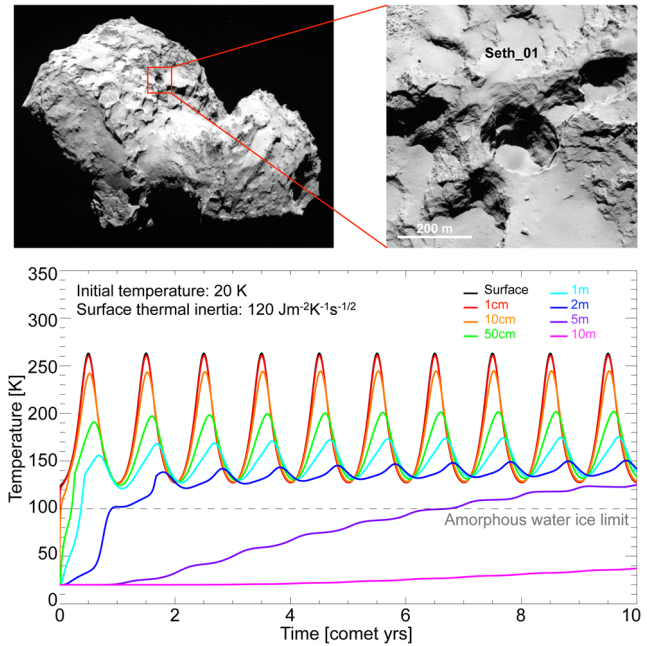 Seth_01
200 m
Initial temperature: 20 K
Surface thermal inertia: 120 Jm⁻²K⁻¹s⁻¹/²
Surface
1cm
10cm
50cm
1m
2m
5m
10m
Amorphous water ice limit
Temperature [K]
350
300
250
200
150
100
50
0
0
2
4
6
8
10
Time [comet yrs]